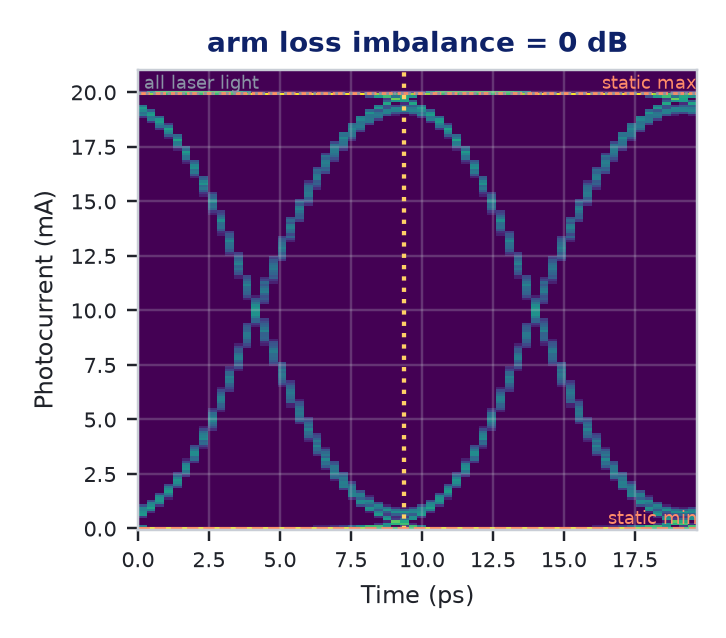 arm loss imbalance = 0 dB
all laser light
static max
20.0
17.5
15.0
12.5
10.0
7.5
5.0
2.5
0.0
static min
Photocurrent (mA)
0.0 2.5 5.0 7.5 10.0 12.5 15.0 17.5
Time (ps)